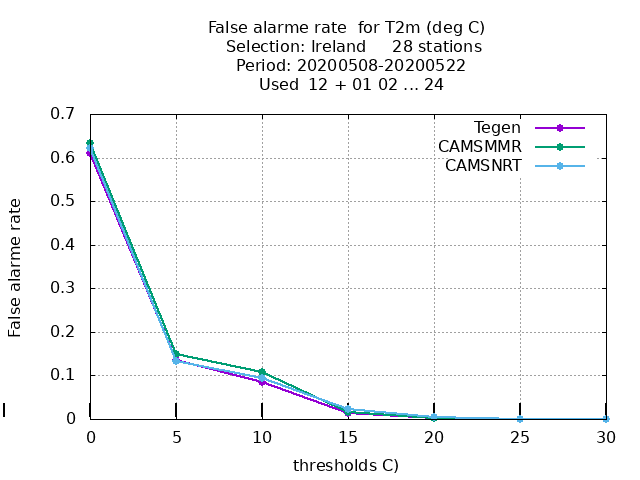 False alarme rate  for T2m (deg C)
Selection: Ireland     28 stations
Period: 20200508-20200522
Used  12 + 01 02 ... 24
Tegen
CAMSMMR
CAMSNRT
False alarme rate
0.7
0.6
0.5
0.4
0.3
0.2
0.1
0
0 5 10 15 20 25 30
thresholds C)